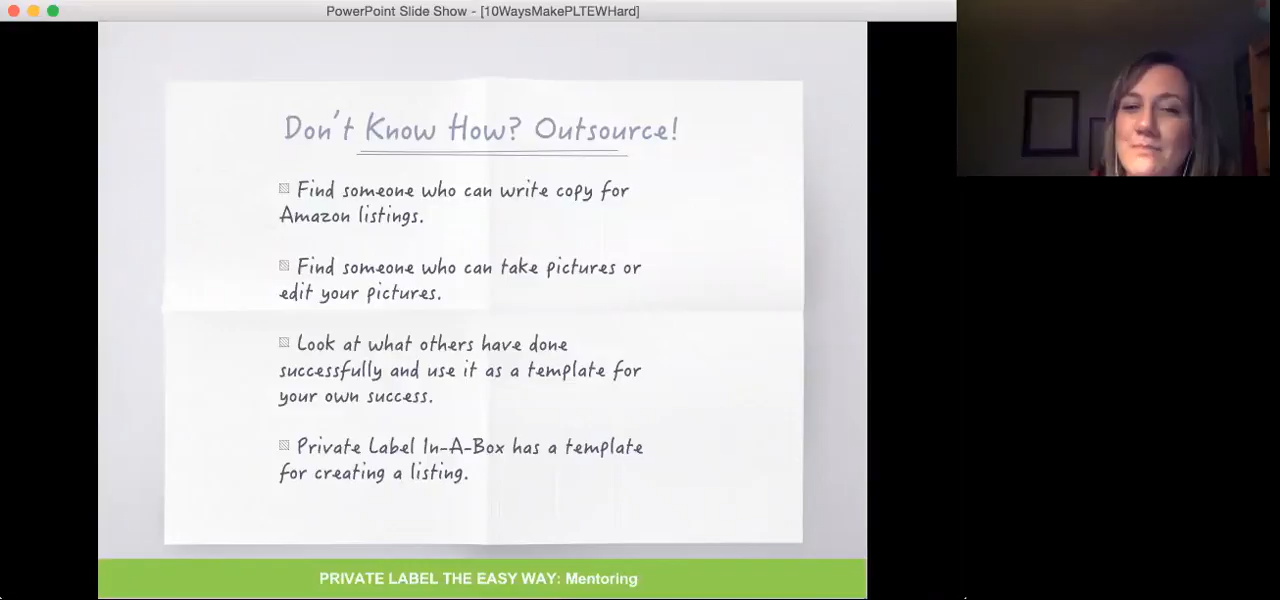 PowerPoint Slide Show - [10WaysMakePLTEWHard]
Don't Know How? Outsource!
Find someone who can write copy for
Amazon listings.
Find someone who can take pictures or
edit your pictures.
Look at what others have done
successfully and use it as a template for
your own success.
Private Label In-A-Box has a template
for creating a listing.
PRIVATE LABEL THE EASY WAY: Mentoring